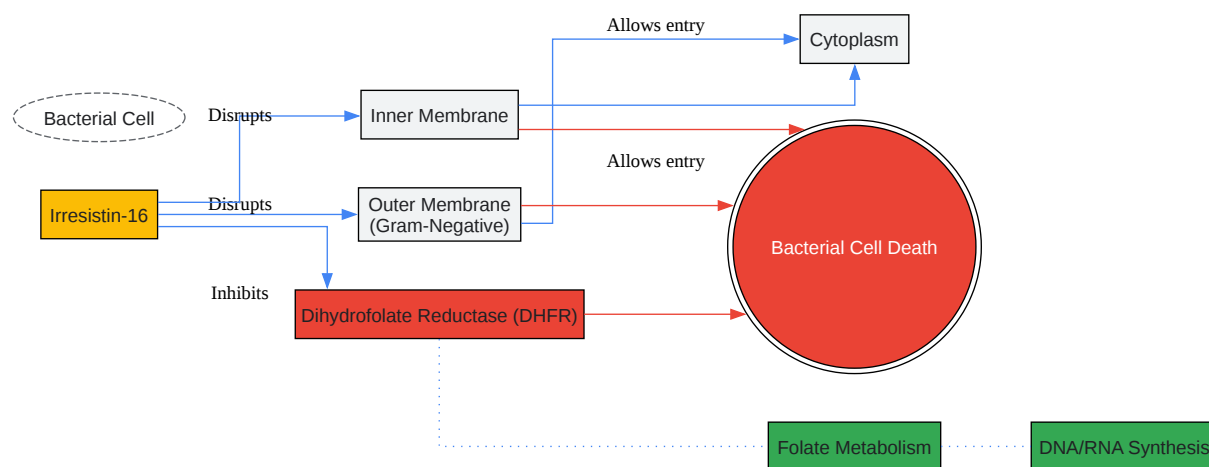 Allows entry
Cytoplasm
Bacterial Cell
Disrupts
Inner Membrane
Allows entry
Irresistin-16
Disrupts
Outer Membrane
(Gram-Negative)
Bacterial Cell Death
Inhibits
Dihydrofolate Reductase (DHFR)
Folate Metabolism
DNA/RNA Synthesis